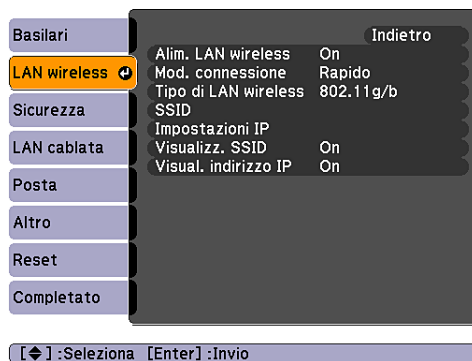 Basilari
LAN wireless
Sicurezza
LAN cablata
Posta
Altro
Reset
Completato
Indietro
Alim. LAN wireless On
Mod. connessione Rapido
Tipo di LAN wireless 802.11g/b
SSID
Impostazioni IP
Visualizz. SSID On
Visual. indirizzo IP On
[◆] :Seleziona [Enter] :Invio